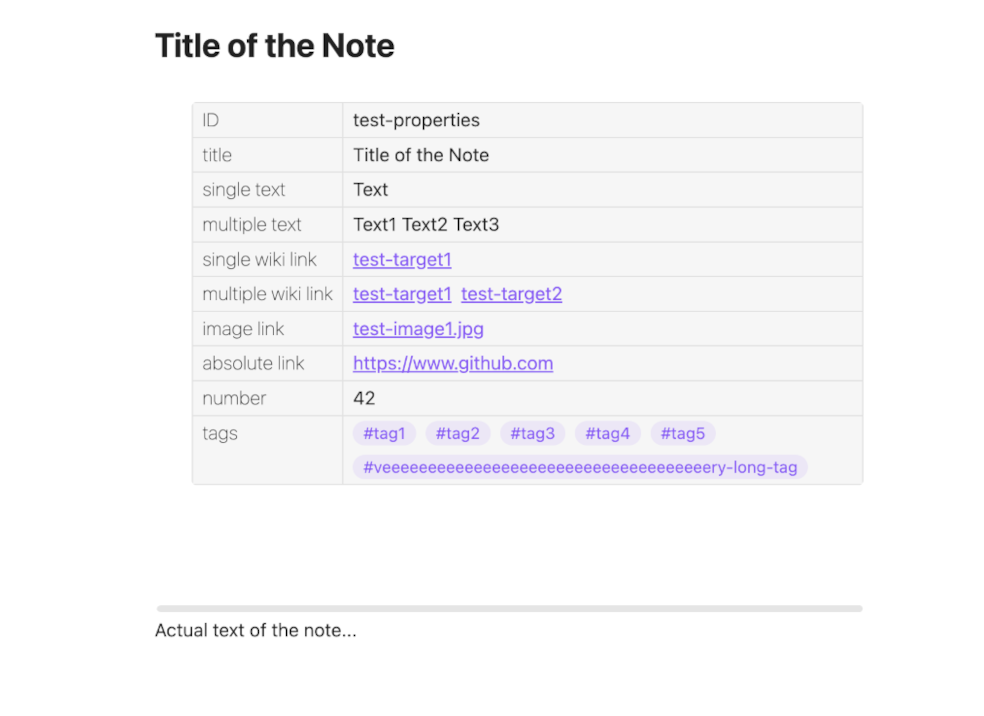 Title of the Note
ID test-properties
title Title of the Note
single text Text
multiple text Text1 Text2 Text3
single wiki link test-target1
multiple wiki link test-target1 test-target2
image link test-image1.jpg
absolute link https://www.github.com
number 42
tags #tag1 #tag2 #tag3 #tag4 #tag5
#veeeeeeeeeeeeeeeeeeeeeeeeeeeeeeeeeeeery-long-tag
Actual text of the note...